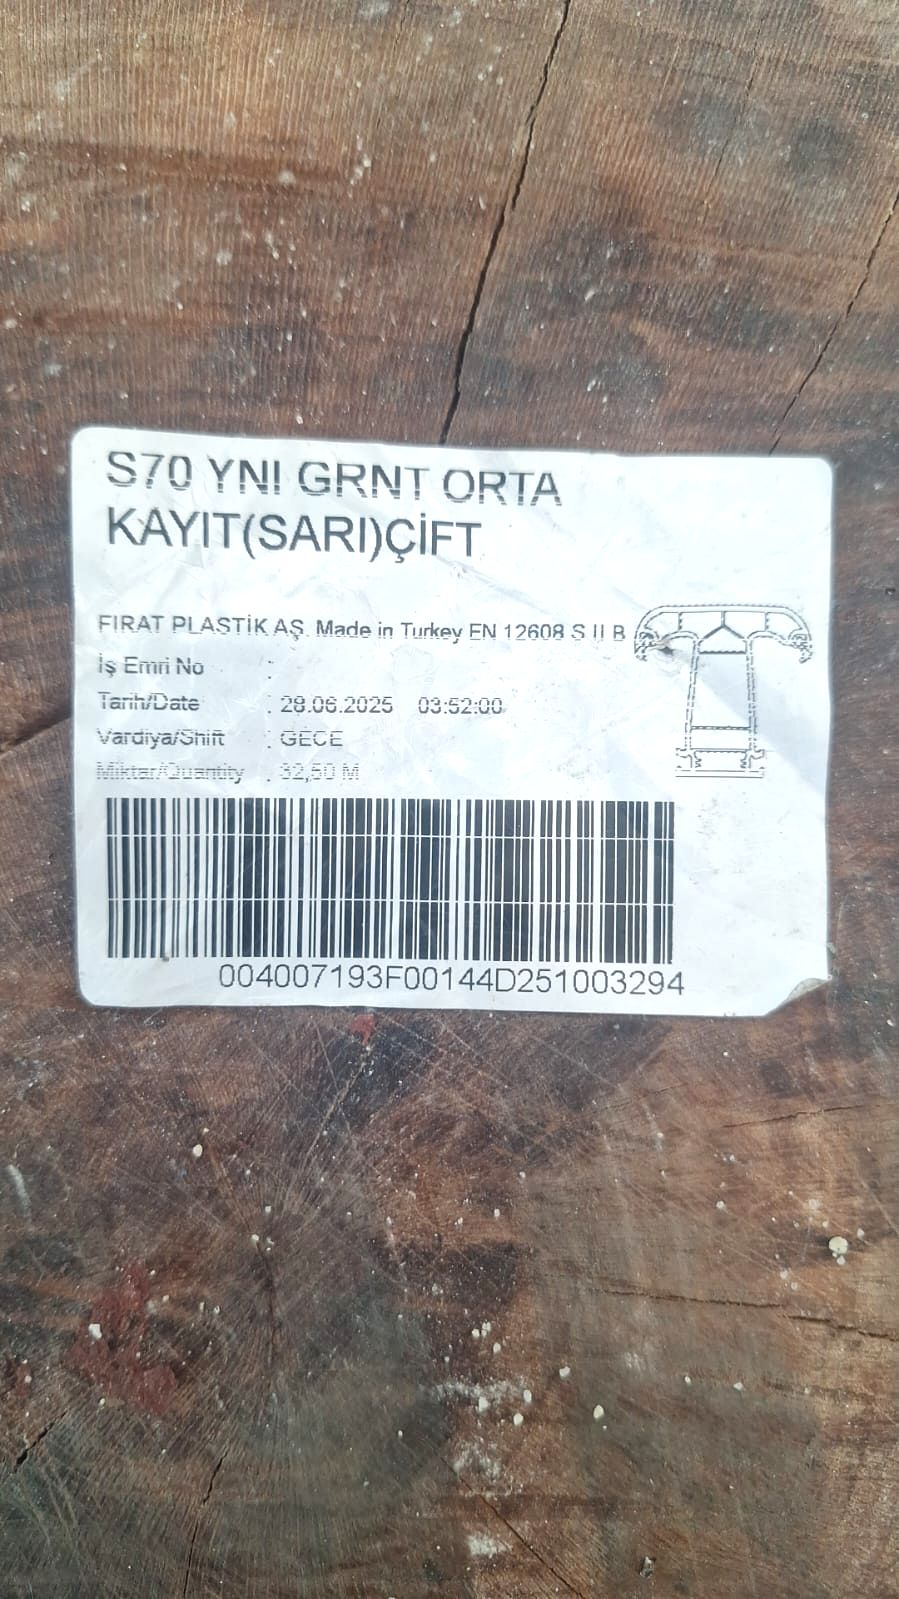 S70 YNI GRNT ORTA
KAYIT(SARI)ÇİFT
FIRAT PLASTİK AŞ. Made in Turkey EN 12608 S II B
İş Emri No :
Tarih/Date : 28.06.2025 03:52:00
Vardiya/Shift : GECE
Miktar/Quantity : 32,50 M
004007193F00144D251003294